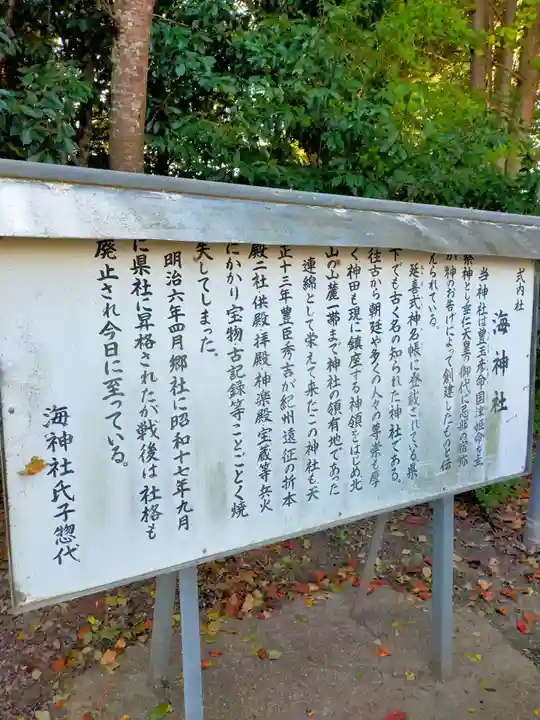 式内社
海神社
当神社は豊玉彦命国津姫命を主
祭神とし垂仁天皇の御代に忌部の宿弥
が神のお告げによって創建したものと伝
えられている。
延喜式神名帳に登載されている県
下でも古く名の知られた神社である。
往古から朝廷や多くの人々の尊崇も厚
く神田も現に鎮座する神領をはじめ北
山の山麓一帯まで神社の領有地であった
連綿として栄えて来たこの神社も天
正十三年豊臣秀吉が紀州遠征の折本
殿二社供殿拝殿神楽殿宝蔵等兵火
にかかり宝物古記録等ことごとく焼
失してしまった。
明治六年四月郷社に昭和十七年九月
に県社に昇格されたが戦後は社格も
廃止され今日に至っている。
海神社氏子惣代